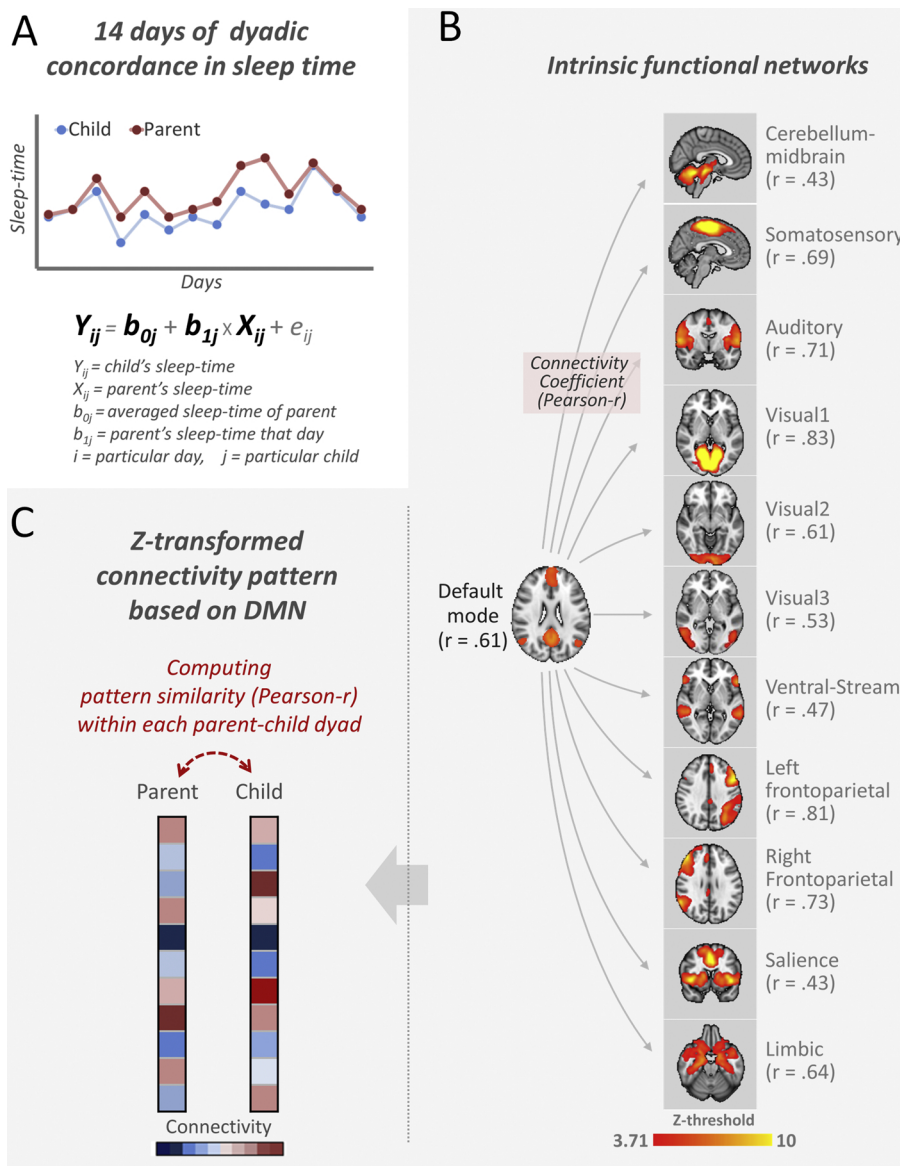 A
14 days of dyadic
concordance in sleep time
Child
Parent
Sleep-time
Days
Yij = b0j + b1j x Xij + eij
Yij = child's sleep-time
Xij = parent's sleep-time
b0j = averaged sleep-time of parent
b1j = parent's sleep-time that day
i = particular day, j = particular child
B
Intrinsic functional networks
Cerebellum-
midbrain
(r = .43)
Somatosensory
(r = .69)
Auditory
(r = .71)
Connectivity
Coefficient
(Pearson-r)
Visual1
(r = .83)
Visual2
(r = .61)
Default
mode
(r = .61)
Visual3
(r = .53)
Ventral-Stream
(r = .47)
Left
frontoparietal
(r = .81)
Right
Frontoparietal
(r = .73)
Salience
(r = .43)
Limbic
(r = .64)
Z-threshold
3.71
10
C
Z-transformed
connectivity pattern
based on DMN
Computing
pattern similarity (Pearson-r)
within each parent-child dyad
Parent
Child
Connectivity